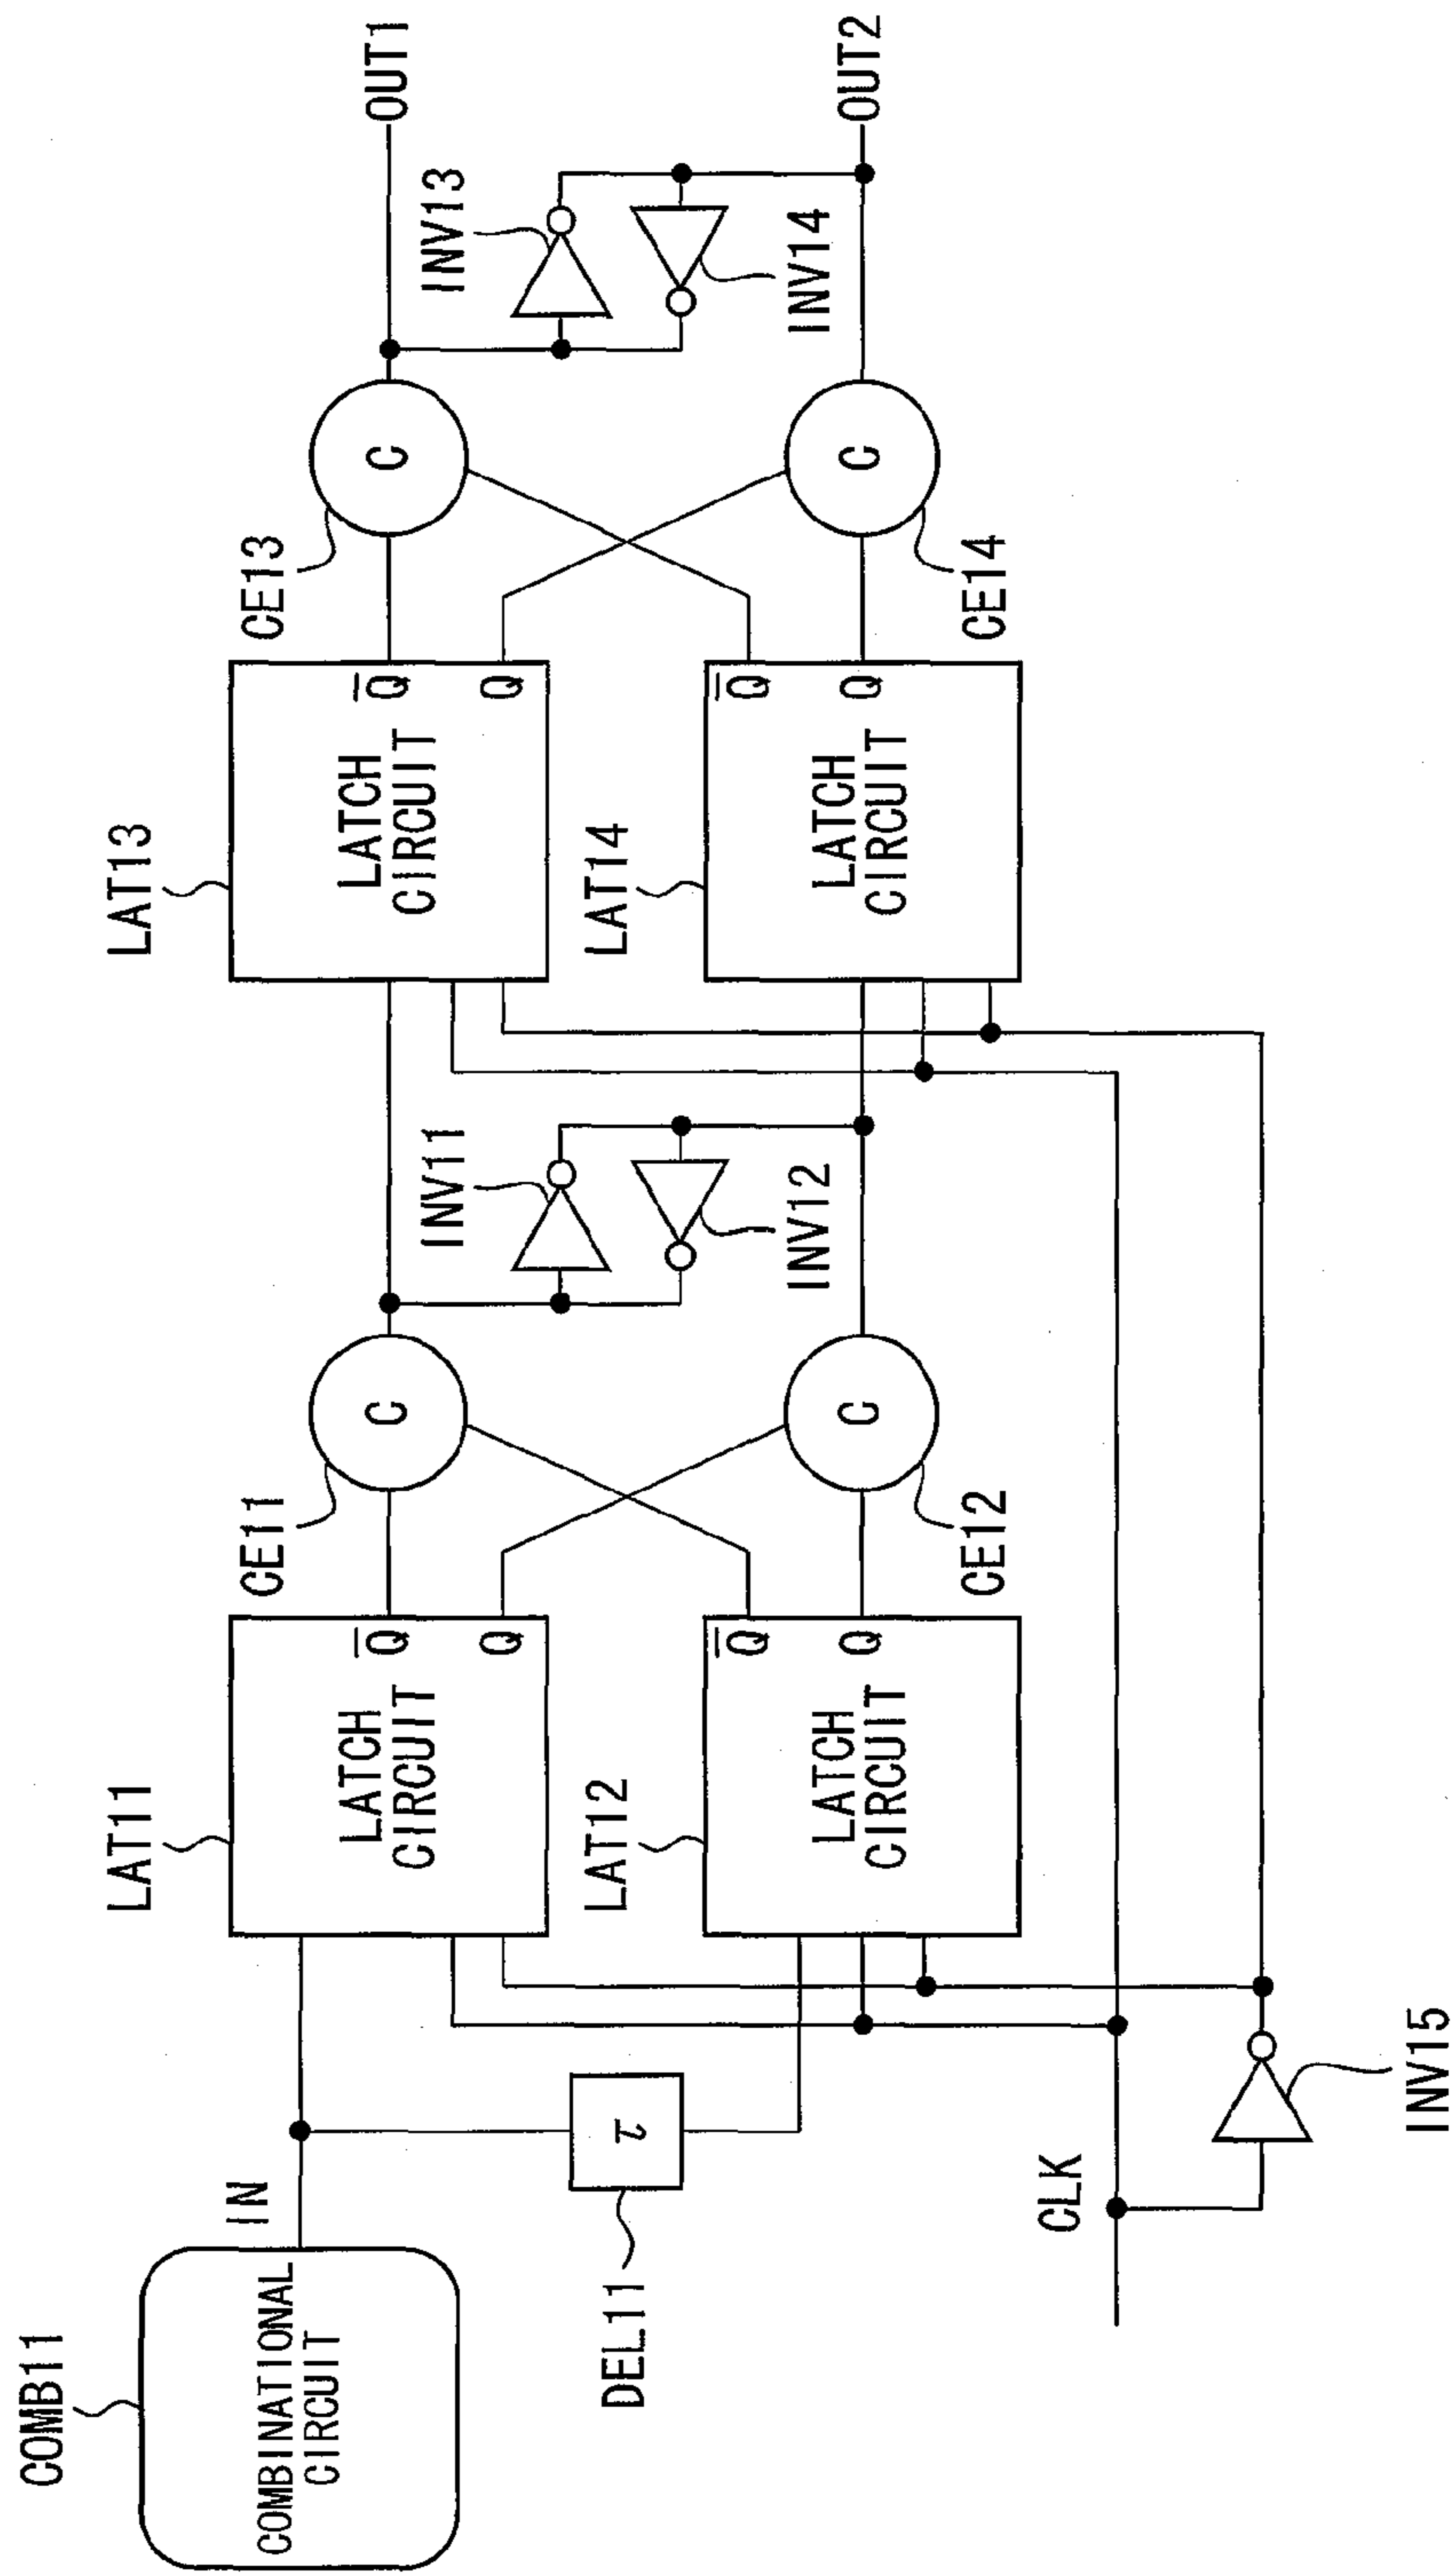 COMB11
COMBINATIONAL
CIRCUIT
IN
DEL11
τ
CLK
INV15
LAT11
LATCH
CIRCUIT
Q̅
Q
LAT12
LATCH
CIRCUIT
Q̅
Q
CE11
C
CE12
C
INV11
INV12
LAT13
LATCH
CIRCUIT
Q̅
Q
LAT14
LATCH
CIRCUIT
Q̅
Q
CE13
C
CE14
C
INV13
INV14
OUT1
OUT2